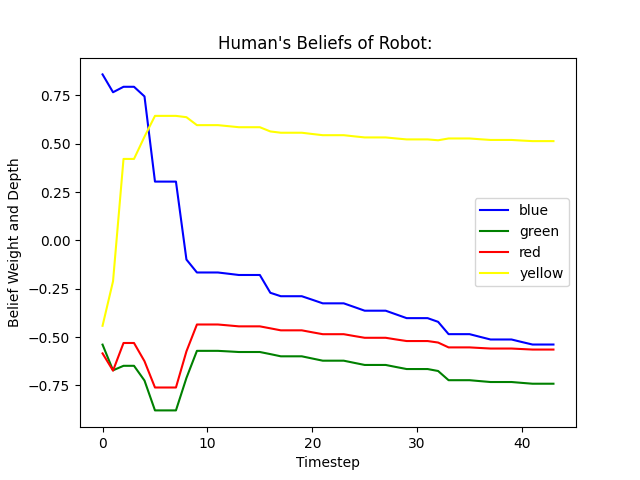 Human's Beliefs of Robot:
Belief Weight and Depth
0.75
0.50
0.25
0.00
−0.25
−0.50
−0.75
blue
green
red
yellow
0 10 20 30 40
Timestep